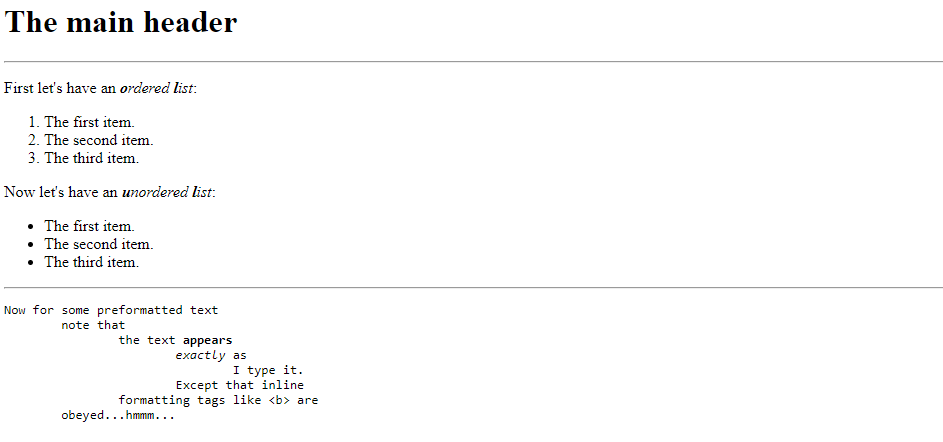 The main header
First let's have an ordered list:
1. The first item.
2. The second item.
3. The third item.
Now let's have an unordered list:
• The first item.
• The second item.
• The third item.
Now for some preformatted text
        note that
                the text appears
                        exactly as
                                I type it.
                        Except that inline
                formatting tags like <b> are
        obeyed...hmmm...